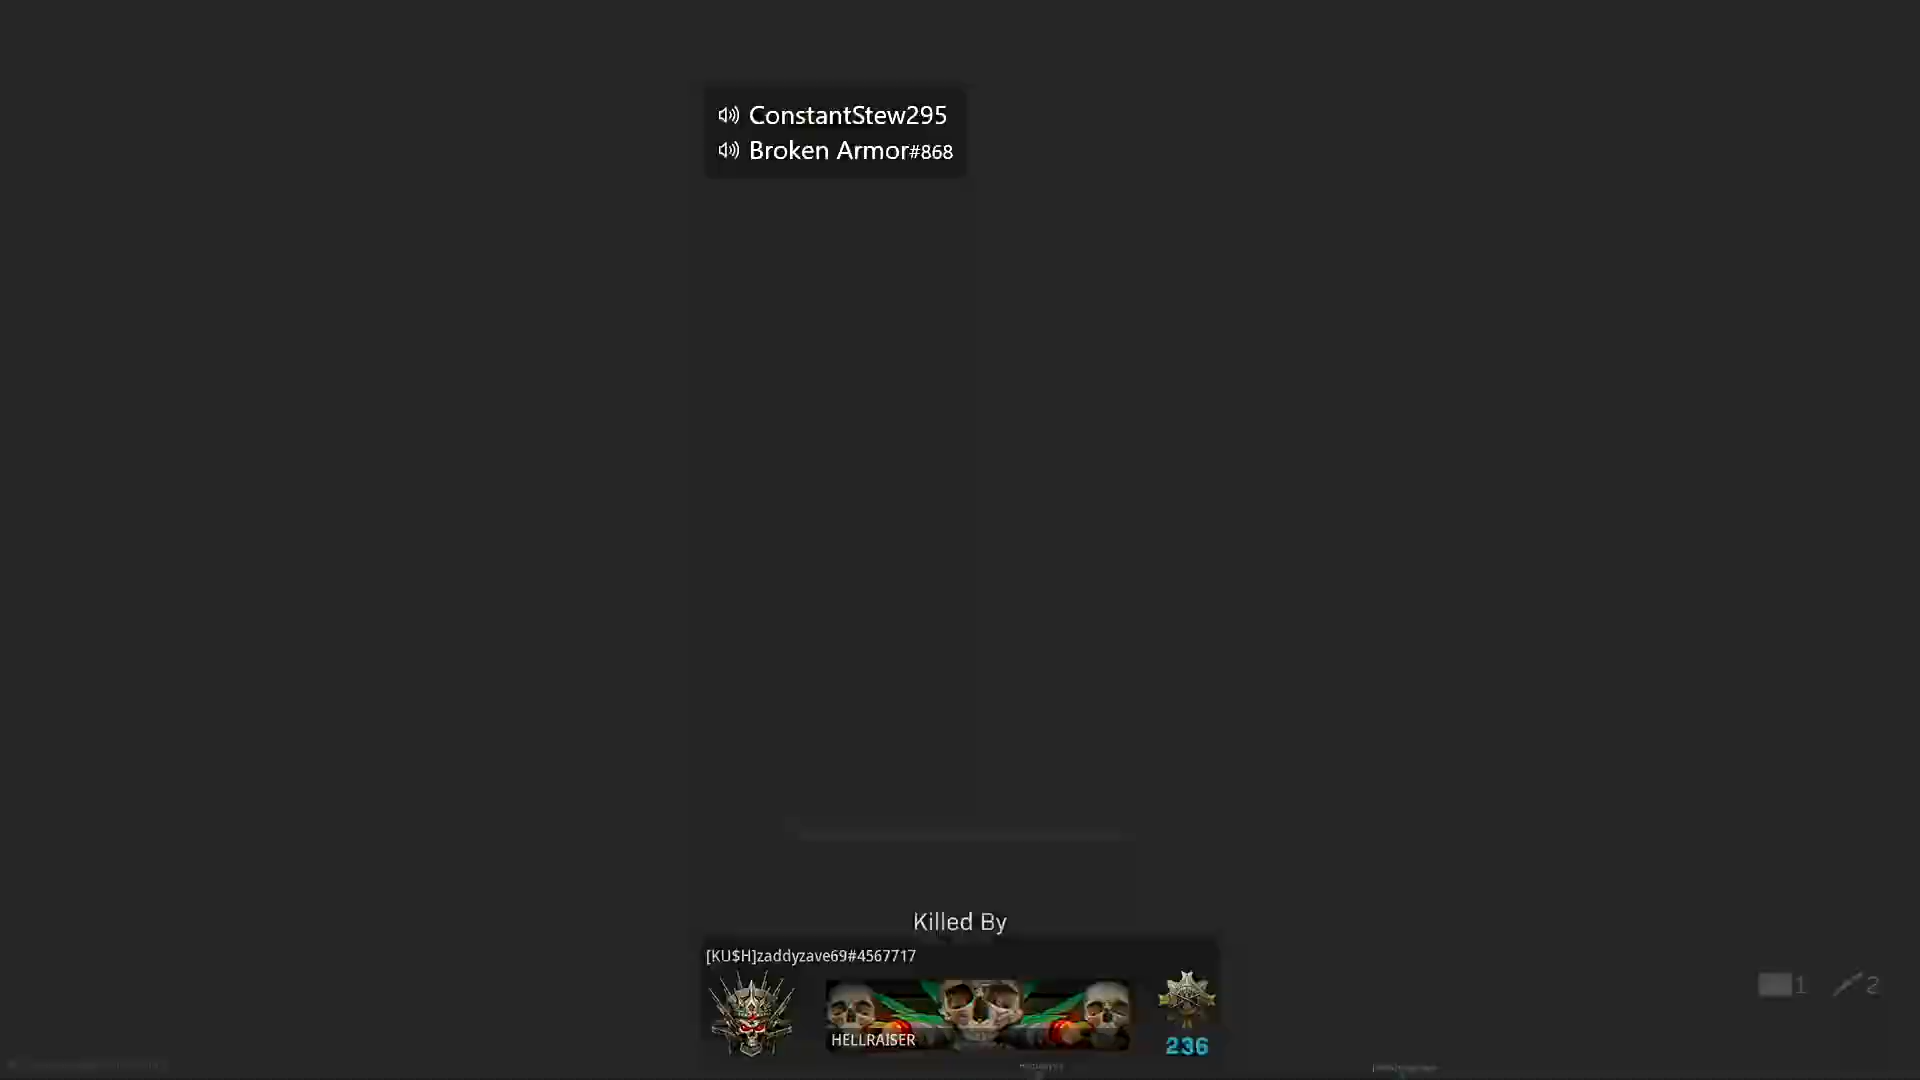 ConstantStew295
Broken Armor#868
Killed By
[KU$H]zaddyzave69#4567717
HELLRAISER
236
1
2